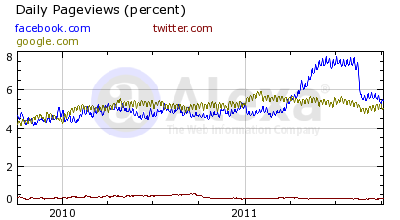 Daily Pageviews (percent)
facebook.com twitter.com
google.com
8
6
4
2
0
2010 2011
Alexa®
The Web Information Company